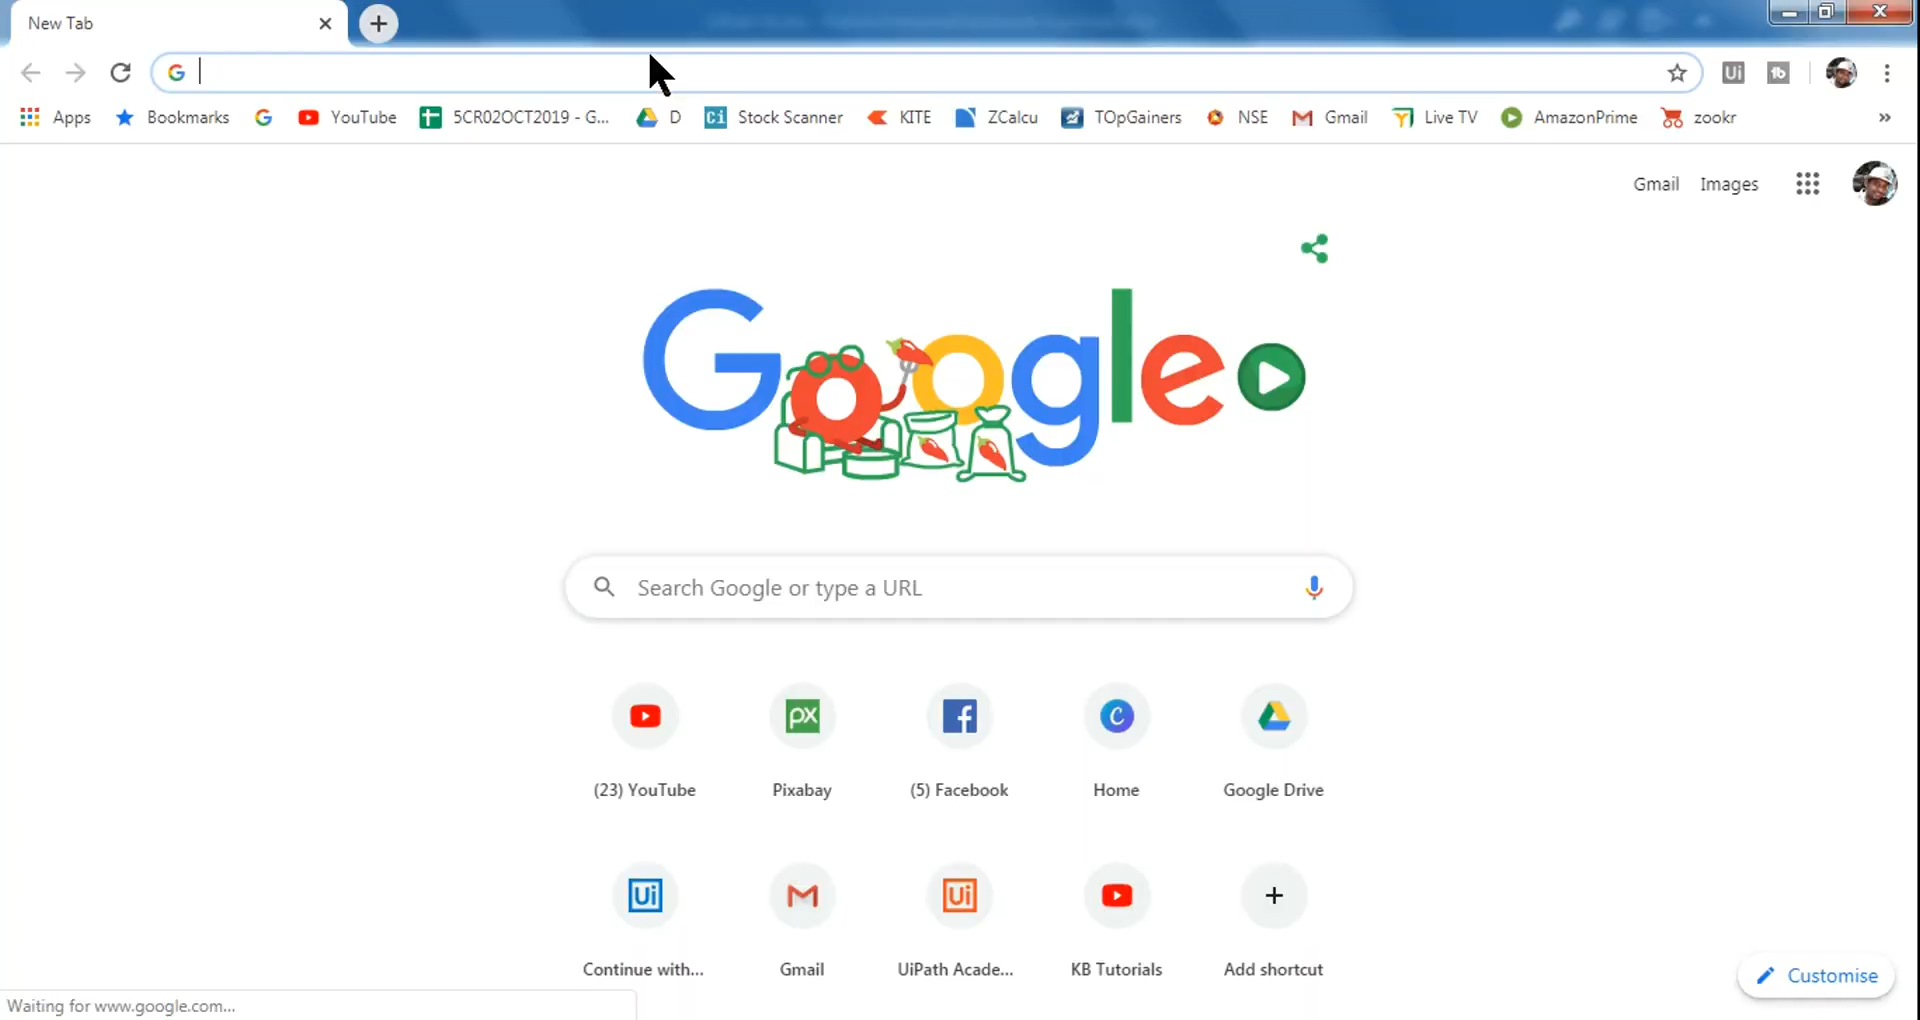 New Tab
Apps Bookmarks YouTube 5CR02OCT2019 - G... D Stock Scanner KITE ZCalcu TOpGainers NSE Gmail Live TV AmazonPrime zookr »
Gmail Images
Google
Search Google or type a URL
(23) YouTube Pixabay (5) Facebook Home Google Drive
Continue with... Gmail UiPath Acade... KB Tutorials Add shortcut
Customise
Waiting for www.google.com...